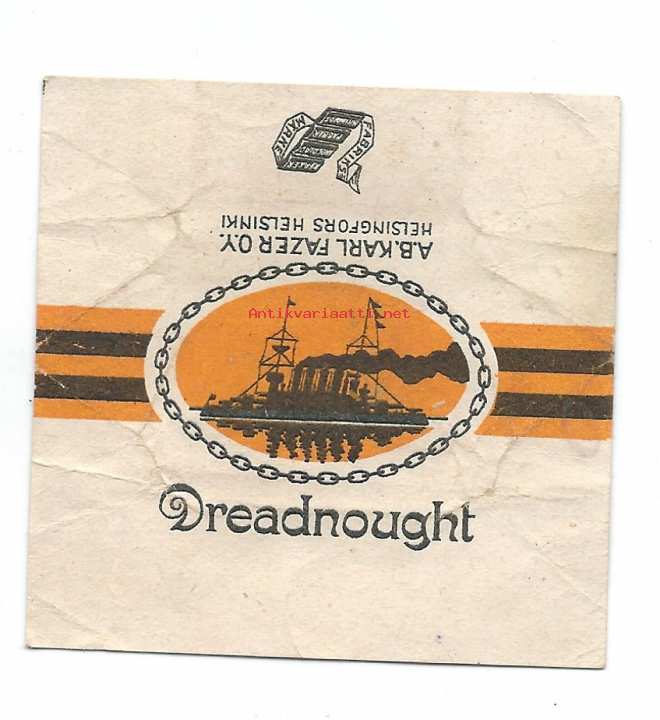 FABRIKS
MÄRKE
A.B.KARL FAZER O.Y.
HELSINGFORS HELSINKI
Antikvariaatti.net
Dreadnought